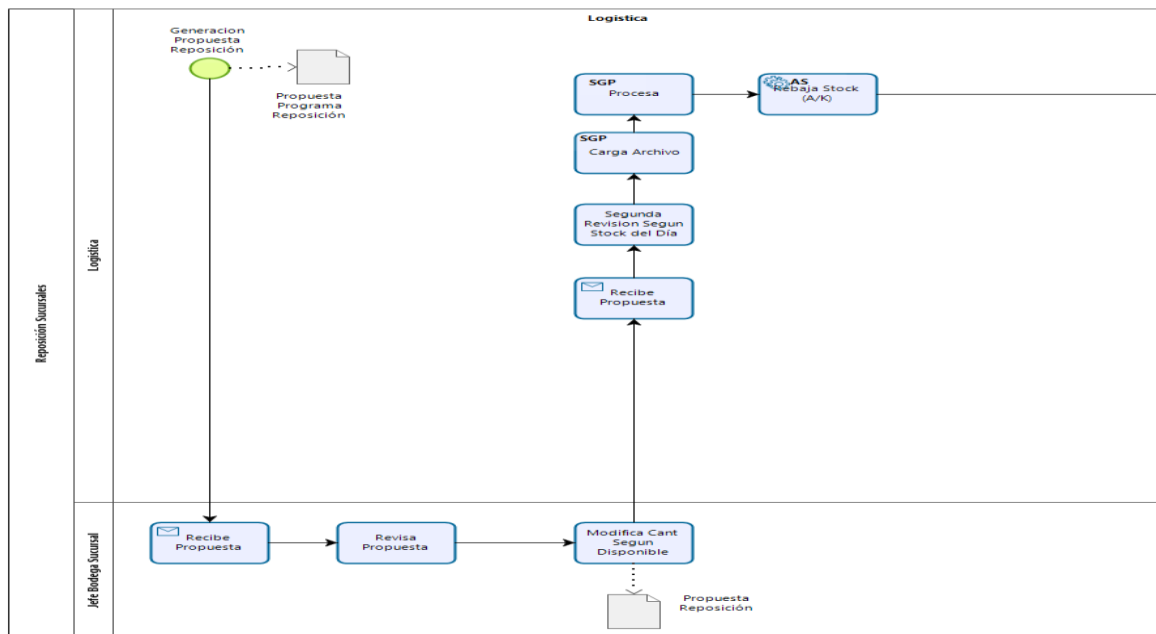 Logistica
Generacion
Propuesta
Reposición
Propuesta
Programa
Reposición
SGP
Procesa
AS
Rebaja Stock
(A/K)
SGP
Carga Archivo
Segunda
Revision Segun
Stock del Día
Recibe
Propuesta
Reposición Sucursales
Logistica
Jefe Bodega Sucursal
Recibe
Propuesta
Revisa
Propuesta
Modifica Cant
Segun
Disponible
Propuesta
Reposición